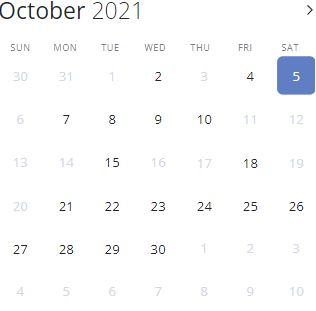 October 2021
SUN MON TUE WED THU FRI SAT
30 31 1 2 3 4 5
6 7 8 9 10 11 12
13 14 15 16 17 18 19
20 21 22 23 24 25 26
27 28 29 30 1 2 3
4 5 6 7 8 9 10